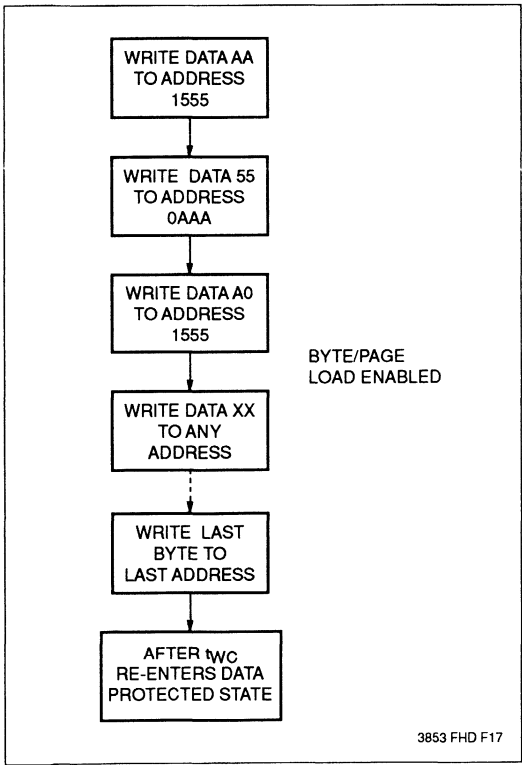 WRITE DATA AA
TO ADDRESS
1555
WRITE DATA 55
TO ADDRESS
0AAA
WRITE DATA A0
TO ADDRESS
1555
BYTE/PAGE
LOAD ENABLED
WRITE DATA XX
TO ANY
ADDRESS
WRITE LAST
BYTE TO
LAST ADDRESS
AFTER tWC
RE-ENTERS DATA
PROTECTED STATE
3853 FHD F17